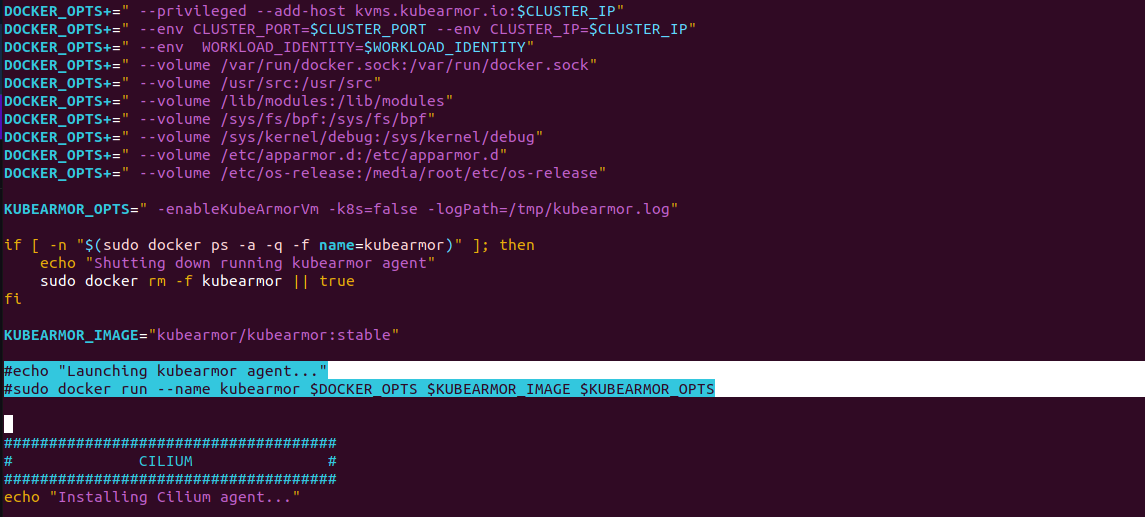 DOCKER_OPTS+=" --privileged --add-host kvms.kubearmor.io:$CLUSTER_IP"
DOCKER_OPTS+=" --env CLUSTER_PORT=$CLUSTER_PORT --env CLUSTER_IP=$CLUSTER_IP"
DOCKER_OPTS+=" --env  WORKLOAD_IDENTITY=$WORKLOAD_IDENTITY"
DOCKER_OPTS+=" --volume /var/run/docker.sock:/var/run/docker.sock"
DOCKER_OPTS+=" --volume /usr/src:/usr/src"
DOCKER_OPTS+=" --volume /lib/modules:/lib/modules"
DOCKER_OPTS+=" --volume /sys/fs/bpf:/sys/fs/bpf"
DOCKER_OPTS+=" --volume /sys/kernel/debug:/sys/kernel/debug"
DOCKER_OPTS+=" --volume /etc/apparmor.d:/etc/apparmor.d"
DOCKER_OPTS+=" --volume /etc/os-release:/media/root/etc/os-release"

KUBEARMOR_OPTS=" -enableKubeArmorVm -k8s=false -logPath=/tmp/kubearmor.log"

if [ -n "$(sudo docker ps -a -q -f name=kubearmor)" ]; then
    echo "Shutting down running kubearmor agent"
    sudo docker rm -f kubearmor || true
fi

KUBEARMOR_IMAGE="kubearmor/kubearmor:stable"

#echo "Launching kubearmor agent..."
#sudo docker run --name kubearmor $DOCKER_OPTS $KUBEARMOR_IMAGE $KUBEARMOR_OPTS

#####################################
#              CILIUM               #
#####################################
echo "Installing Cilium agent..."